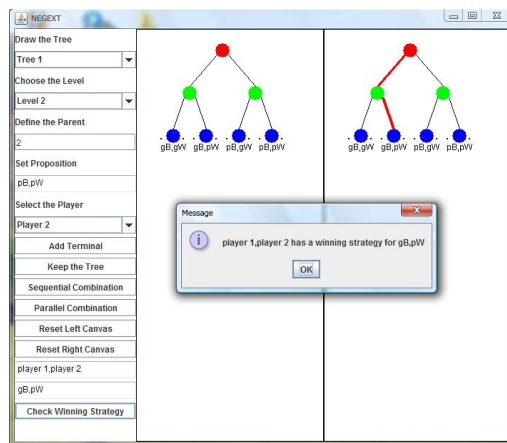 NEGEXT
Draw the Tree
Tree 1
Choose the Level
Level 2
Define the Parent
2
Set Proposition
pB,pW
Select the Player
Player 2
Add Terminal
Keep the Tree
Sequential Combination
Parallel Combination
Reset Left Canvas
Reset Right Canvas
player 1,player 2
gB,pW
Check Winning Strategy
gB,gW gB,pW pB,gW pB,pW
gB,gW gB,pW pB,gW pB,pW
Message
player 1,player 2 has a winning strategy for gB,pW
OK